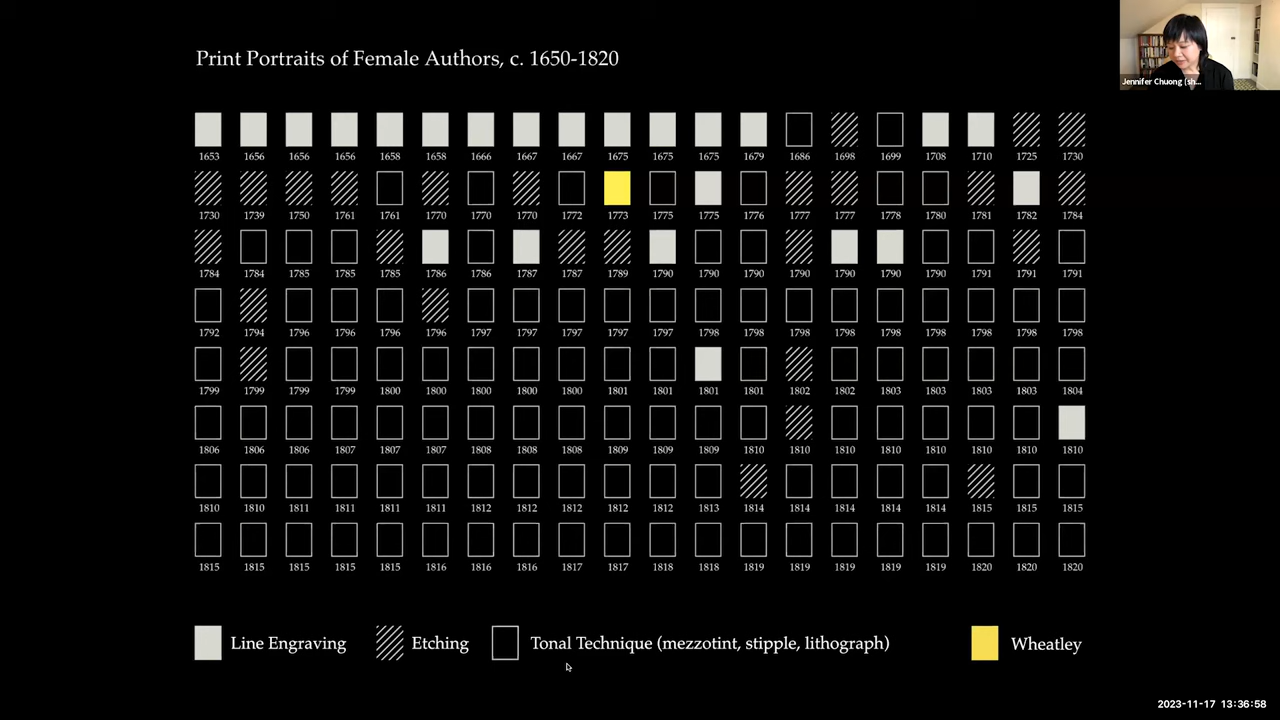 Print Portraits of Female Authors, c. 1650-1820
Jennifer Chuong (sh...
1653 1656 1656 1656 1658 1658 1666 1667 1667 1675 1675 1675 1679 1686 1698 1699 1708 1710 1725 1730
1730 1739 1750 1761 1761 1770 1770 1770 1772 1773 1775 1775 1776 1777 1777 1778 1780 1781 1782 1784
1784 1784 1785 1785 1785 1786 1786 1787 1787 1789 1790 1790 1790 1790 1790 1790 1790 1791 1791 1791
1792 1794 1796 1796 1796 1796 1797 1797 1797 1797 1797 1798 1798 1798 1798 1798 1798 1798 1798 1798
1799 1799 1799 1799 1800 1800 1800 1800 1800 1801 1801 1801 1801 1802 1802 1803 1803 1803 1803 1804
1806 1806 1806 1807 1807 1807 1808 1808 1808 1809 1809 1809 1810 1810 1810 1810 1810 1810 1810 1810
1810 1810 1811 1811 1811 1811 1812 1812 1812 1812 1812 1813 1814 1814 1814 1814 1814 1815 1815 1815
1815 1815 1815 1815 1815 1816 1816 1816 1817 1817 1818 1818 1819 1819 1819 1819 1819 1820 1820 1820
Line Engraving Etching Tonal Technique (mezzotint, stipple, lithograph) Wheatley
2023-11-17 13:36:58